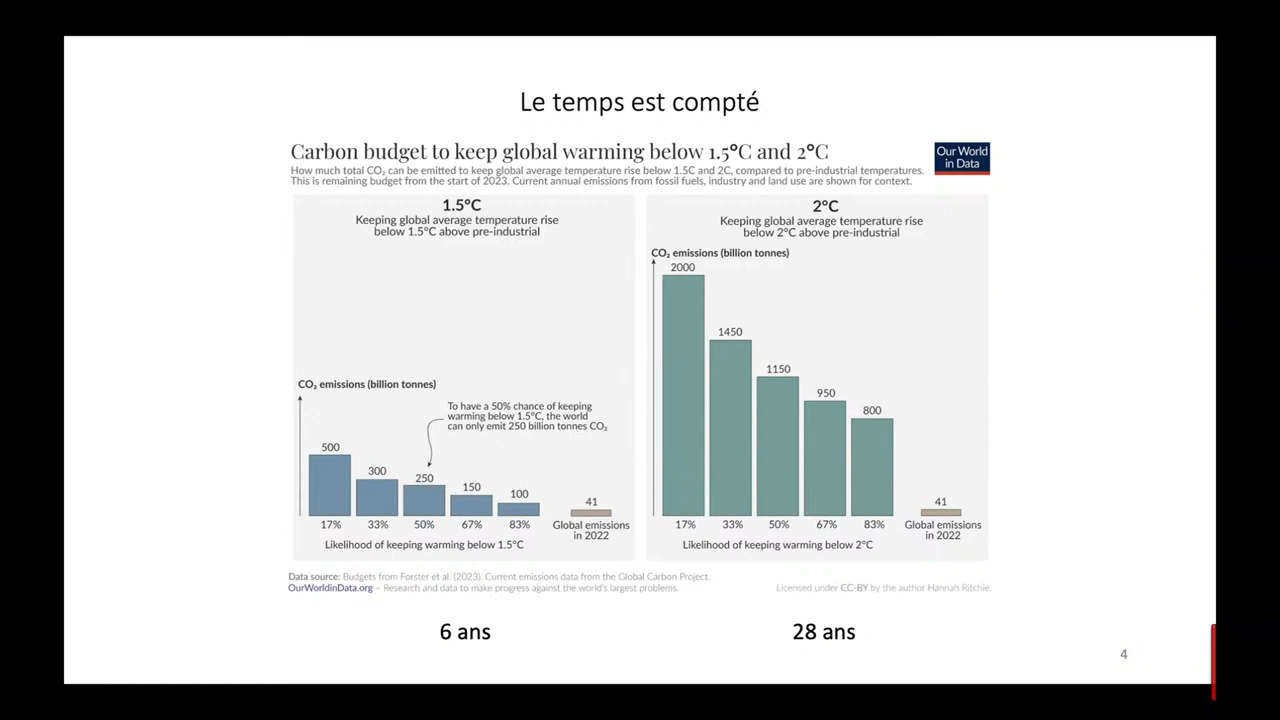 Le temps est compté
Carbon budget to keep global warming below 1.5°C and 2°C
Our World
in Data
How much total CO₂ can be emitted to keep global average temperature rise below 1.5C and 2C, compared to pre-industrial temperatures.
This is remaining budget from the start of 2023. Current annual emissions from fossil fuels, industry and land use are shown for context.
1.5°C
Keeping global average temperature rise
below 1.5°C above pre-industrial
CO₂ emissions (billion tonnes)
To have a 50% chance of keeping
warming below 1.5°C, the world
can only emit 250 billion tonnes CO₂
500
300
250
150
100
41
17%
33%
50%
67%
83%
Global emissions
in 2022
Likelihood of keeping warming below 1.5°C
2°C
Keeping global average temperature rise
below 2°C above pre-industrial
CO₂ emissions (billion tonnes)
2000
1450
1150
950
800
41
17%
33%
50%
67%
83%
Global emissions
in 2022
Likelihood of keeping warming below 2°C
Data source: Budgets from Forster et al. (2023). Current emissions data from the Global Carbon Project.
OurWorldinData.org – Research and data to make progress against the world's largest problems.
Licensed under CC-BY by the author Hannah Ritchie.
6 ans
28 ans
4